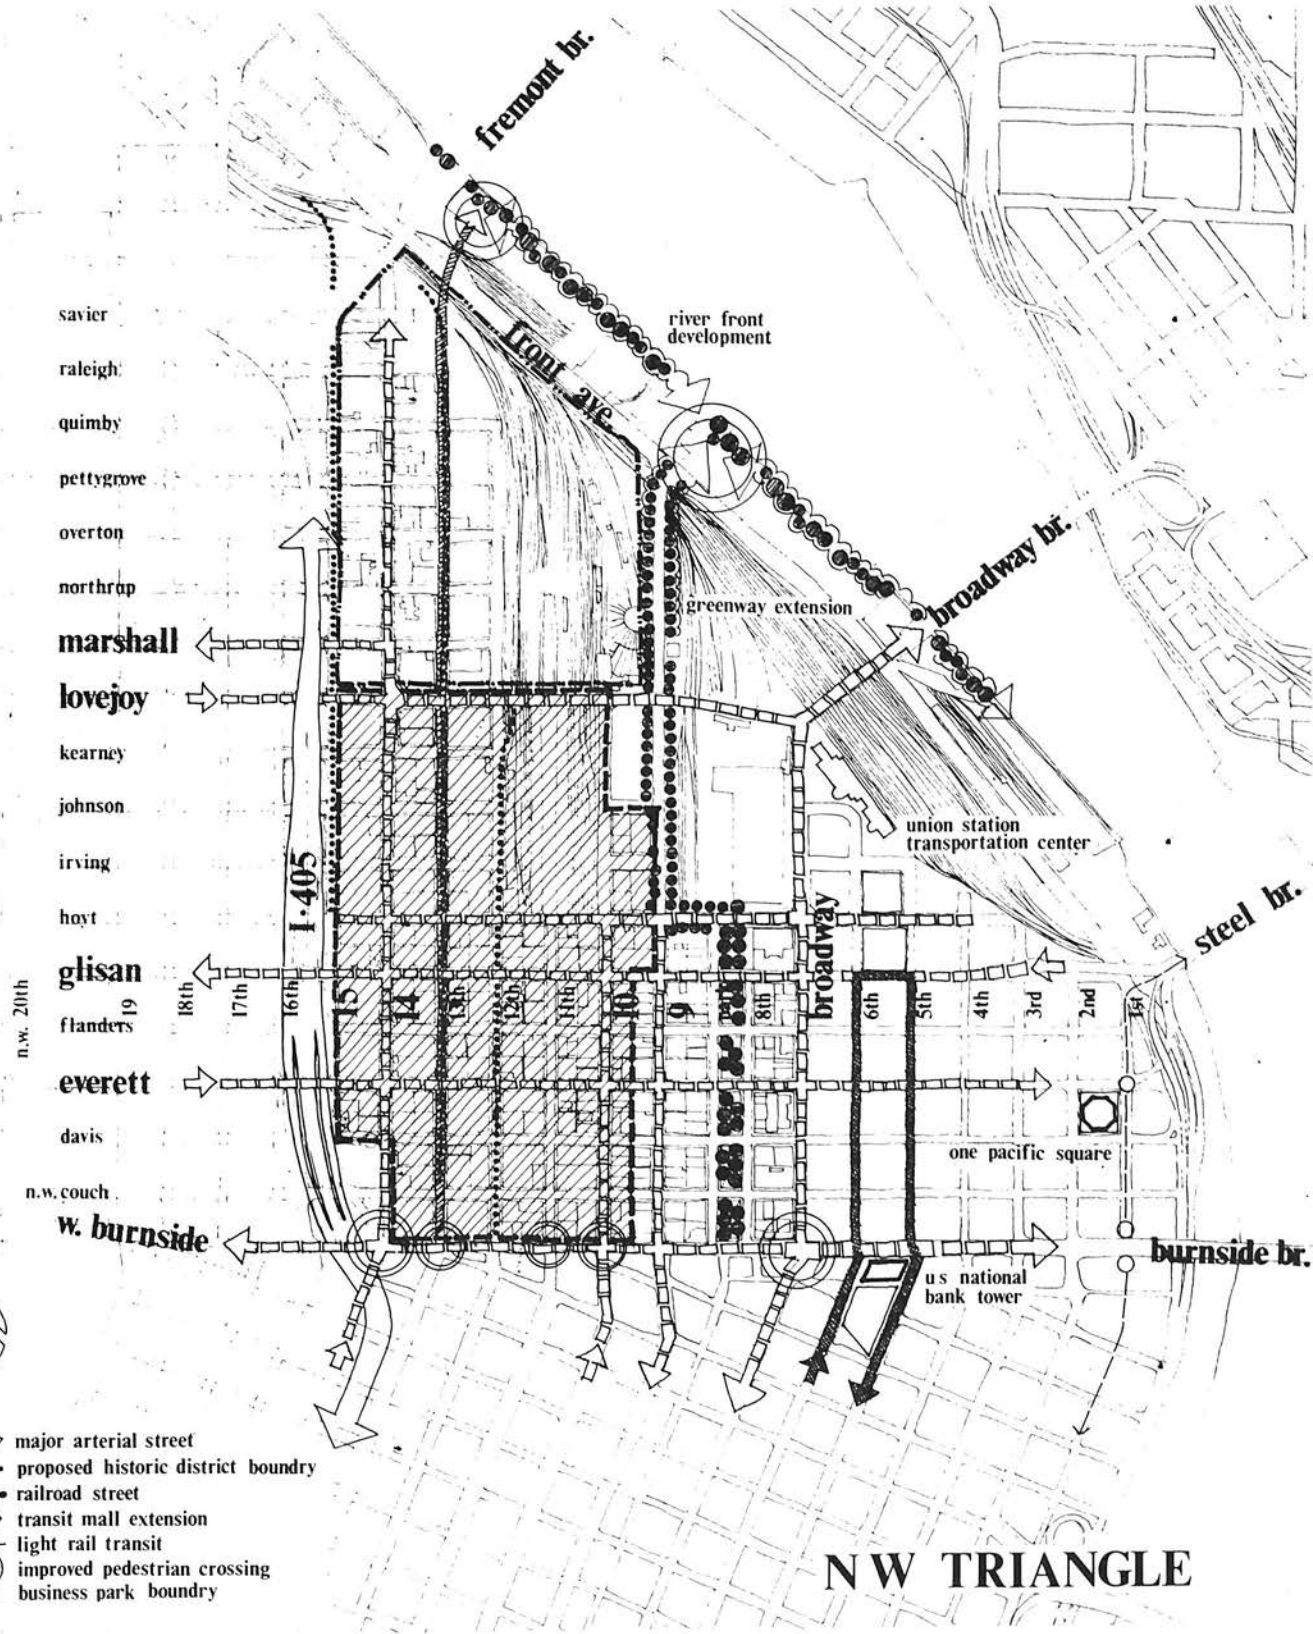 fremont br.
savier
raleigh
quimby
pettygrove
overton
northrup
marshall
lovejoy
kearney
johnson
irving
hoyt
glisan
flanders
everett
davis
n.w. couch
w. burnside
river front
development
front ave.
broadway br.
greenway extension
union station
transportation center
steel br.
I-405
broadway
n.w. 20th
19
18th
17th
16th
15
14
13th
12th
11th
10
9
park
8th
6th
5th
4th
3rd
2nd
1st
one pacific square
burnside br.
us national
bank tower
major arterial street
proposed historic district boundry
railroad street
transit mall extension
light rail transit
improved pedestrian crossing
business park boundry
NW TRIANGLE